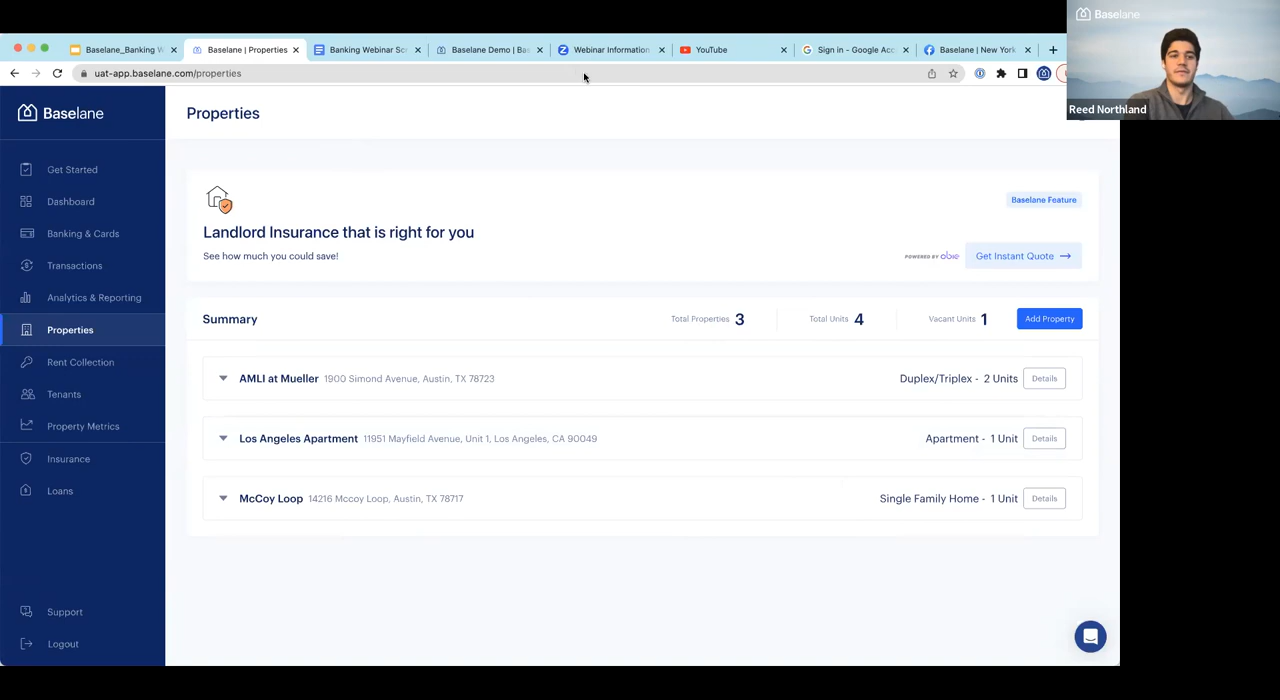 Baselane_Banking W
Baselane | Properties
Banking Webinar Scr
Baselane Demo | Bas
Webinar Information
YouTube
Sign in - Google Acc
Baselane | New York
uat-app.baselane.com/properties
Baselane
Reed Northland
Baselane
Properties
Get Started
Dashboard
Banking & Cards
Transactions
Analytics & Reporting
Properties
Rent Collection
Tenants
Property Metrics
Insurance
Loans
Support
Logout
Baselane Feature
Landlord Insurance that is right for you
See how much you could save!
POWERED BY obie
Get Instant Quote
Summary
Total Properties 3
Total Units 4
Vacant Units 1
Add Property
AMLI at Mueller 1900 Simond Avenue, Austin, TX 78723
Duplex/Triplex - 2 Units
Details
Los Angeles Apartment 11951 Mayfield Avenue, Unit 1, Los Angeles, CA 90049
Apartment - 1 Unit
Details
McCoy Loop 14216 Mccoy Loop, Austin, TX 78717
Single Family Home - 1 Unit
Details